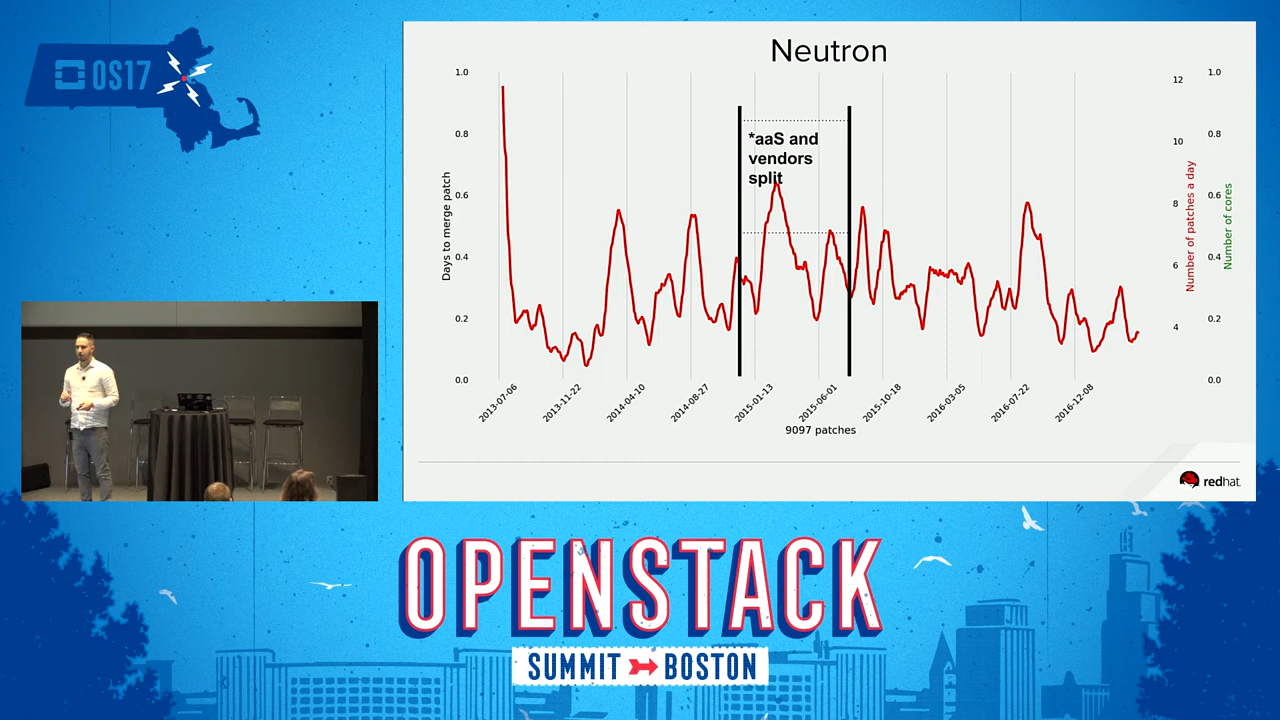 OS17
Neutron
1.0
0.8
0.6
0.4
0.2
0.0
Days to merge patch
*aaS and
vendors
split
12
10
8
6
4
Number of patches a day
1.0
0.8
0.6
0.4
0.2
0.0
Number of cores
2013-07-06
2013-11-22
2014-04-10
2014-08-27
2015-01-13
2015-06-01
2015-10-18
2016-03-05
2016-07-22
2016-12-08
9097 patches
redhat.
OPENSTACK
SUMMIT BOSTON